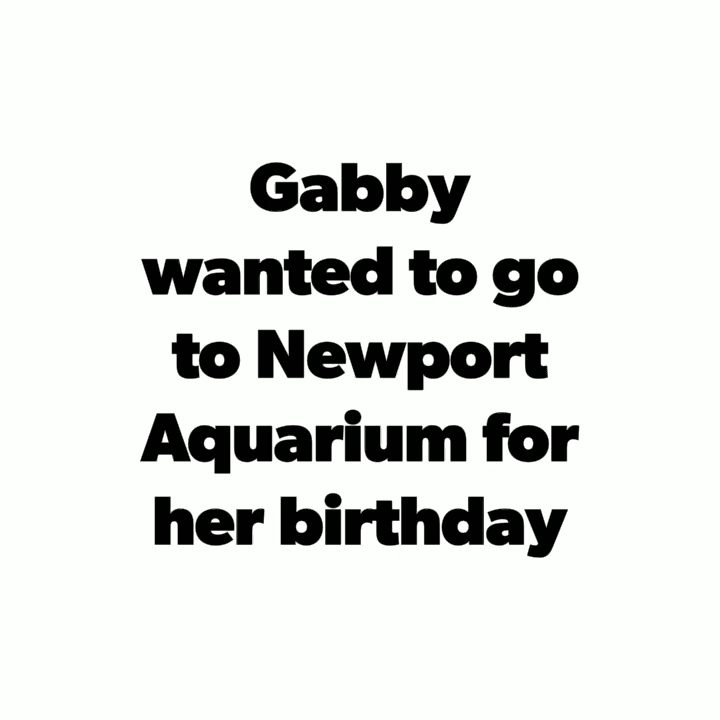 Gabby
wanted to go
to Newport
Aquarium for
her birthday